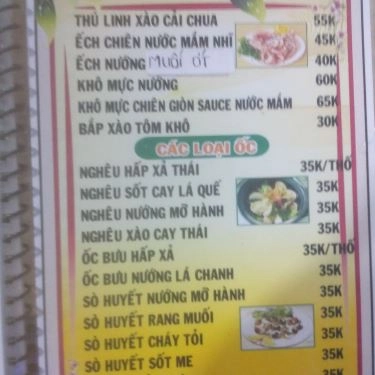 THỦ LINH XÀO CẢI CHUA 55K
ẾCH CHIÊN NƯỚC MẮM NHĨ 45K
ẾCH NƯỚNG MUỐI ỚT 40K
KHÔ MỰC NƯỚNG 60K
KHÔ MỰC CHIÊN GIÒN SAUCE NƯỚC MẮM 65K
BẮP XÀO TÔM KHÔ 30K
CÁC LOẠI ỐC
NGHÊU HẤP XẢ THÁI 35K/THỐ
NGHÊU SỐT CAY LÁ QUẾ 35K
NGHÊU NƯỚNG MỠ HÀNH 35K
NGHÊU XÀO CAY THÁI 35K
ỐC BƯU HẤP XẢ 35K/THỐ
ỐC BƯU NƯỚNG LÁ CHANH 35K
SÒ HUYẾT NƯỚNG MỠ HÀNH 35K
SÒ HUYẾT RANG MUỐI 35K
SÒ HUYẾT CHÁY TỎI 35K
SÒ HUYẾT SỐT ME 35K
35K